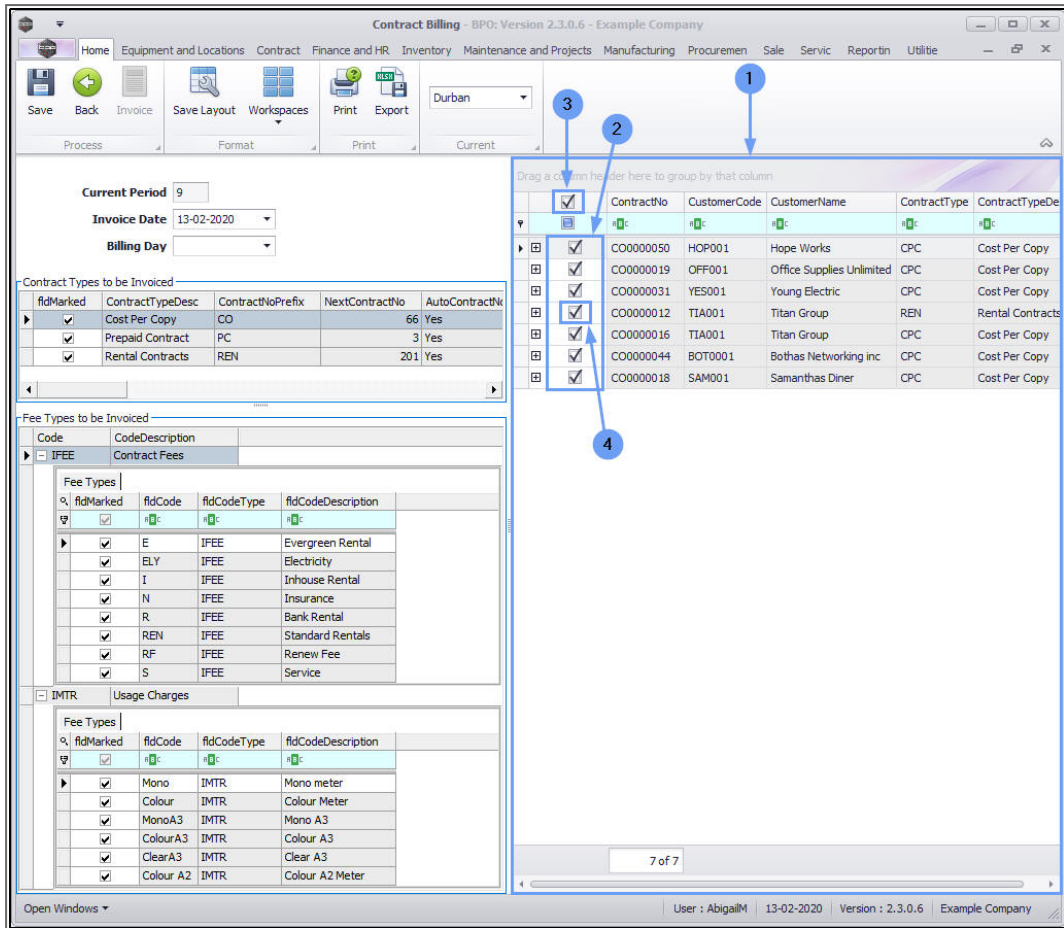 Contract Billing - BPO: Version 2.3.0.6 - Example Company
BPO
Home Equipment and Locations Contract Finance and HR Inventory Maintenance and Projects Manufacturing Procuremen Sale Servic Reportin Utilitie
Save Back Invoice Save Layout Workspaces Print Export Durban
Process Format Print Current
1
3
2
4
Current Period 9
Invoice Date 13-02-2020
Billing Day
Contract Types to be Invoiced
fldMarked ContractTypeDesc ContractNoPrefix NextContractNo AutoContractNo
Cost Per Copy CO 66 Yes
Prepaid Contract PC 3 Yes
Rental Contracts REN 201 Yes
Fee Types to be Invoiced
Code CodeDescription
IFEE Contract Fees
Fee Types
fldMarked fldCode fldCodeType fldCodeDescription
E IFEE Evergreen Rental
ELY IFEE Electricity
I IFEE Inhouse Rental
N IFEE Insurance
R IFEE Bank Rental
REN IFEE Standard Rentals
RF IFEE Renew Fee
S IFEE Service
IMTR Usage Charges
Fee Types
fldMarked fldCode fldCodeType fldCodeDescription
Mono IMTR Mono meter
Colour IMTR Colour Meter
MonoA3 IMTR Mono A3
ColourA3 IMTR Colour A3
ClearA3 IMTR Clear A3
Colour A2 IMTR Colour A2 Meter
Drag a column header here to group by that column
ContractNo CustomerCode CustomerName ContractType ContractTypeDe
CO0000050 HOP001 Hope Works CPC Cost Per Copy
CO0000019 OFF001 Office Supplies Unlimited CPC Cost Per Copy
CO0000031 YES001 Young Electric CPC Cost Per Copy
CO0000012 TIA001 Titan Group REN Rental Contracts
CO0000016 TIA001 Titan Group CPC Cost Per Copy
CO0000044 BOT0001 Bothas Networking inc CPC Cost Per Copy
CO0000018 SAM001 Samanthas Diner CPC Cost Per Copy
7 of 7
Open Windows User : AbigailM 13-02-2020 Version : 2.3.0.6 Example Company